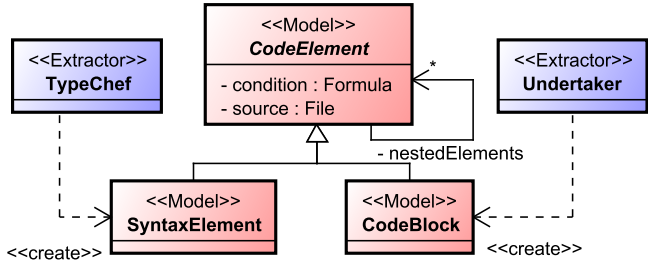 <<Model>>
CodeElement
- condition : Formula
- source : File
<<Extractor>>
TypeChef
<<Extractor>>
Undertaker
*
- nestedElements
<<Model>>
SyntaxElement
<<Model>>
CodeBlock
<<create>>
<<create>>